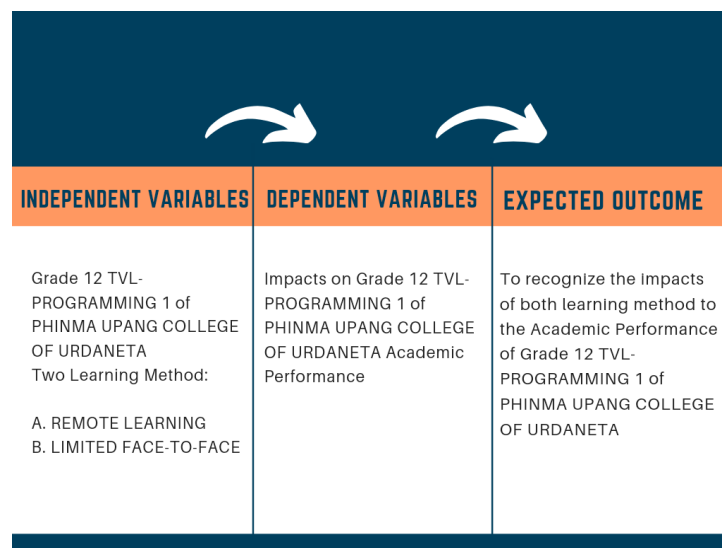 INDEPENDENT VARIABLES
Grade 12 TVL-
PROGRAMMING 1 of
PHINMA UPANG COLLEGE
OF URDANETA
Two Learning Method:
A. REMOTE LEARNING
B. LIMITED FACE-TO-FACE
DEPENDENT VARIABLES
Impacts on Grade 12 TVL-
PROGRAMMING 1 of
PHINMA UPANG COLLEGE
OF URDANETA Academic
Performance
EXPECTED OUTCOME
To recognize the impacts
of both learning method to
the Academic Performance
of Grade 12 TVL-
PROGRAMMING 1 of
PHINMA UPANG COLLEGE
OF URDANETA